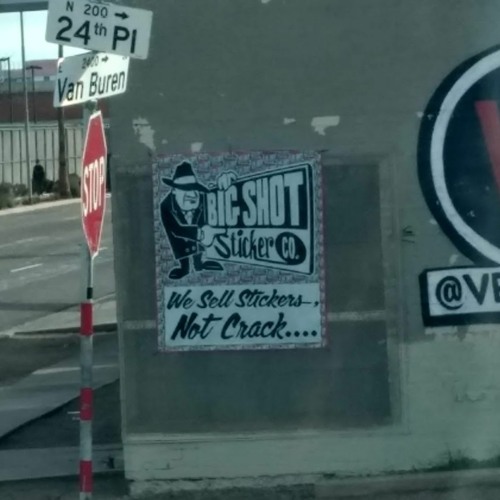 N 200 →
24th Pl
2400 →
Van Buren
STOP
BIG SHOT
Sticker CO.
We Sell Stickers,
Not Crack....
@VE